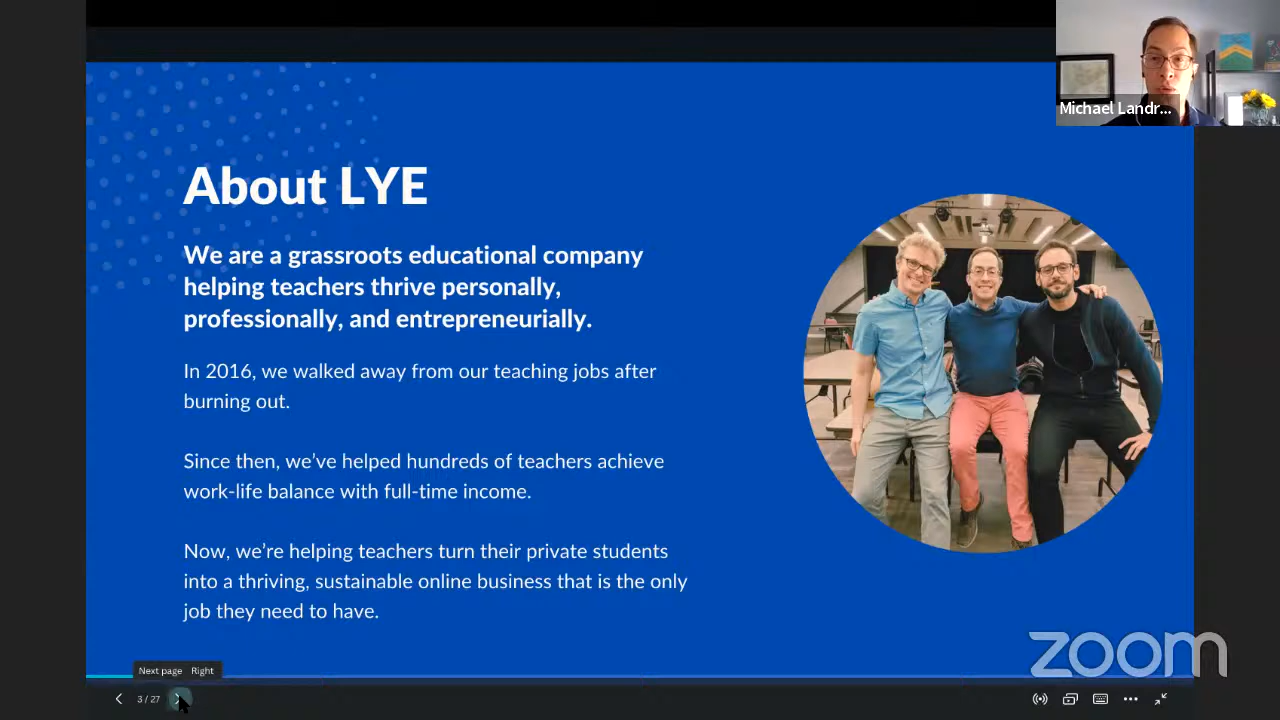 Michael Landr...
About LYE
We are a grassroots educational company
helping teachers thrive personally,
professionally, and entrepreneurially.
In 2016, we walked away from our teaching jobs after
burning out.
Since then, we’ve helped hundreds of teachers achieve
work-life balance with full-time income.
Now, we’re helping teachers turn their private students
into a thriving, sustainable online business that is the only
job they need to have.
zoom
Next page Right
3 / 27